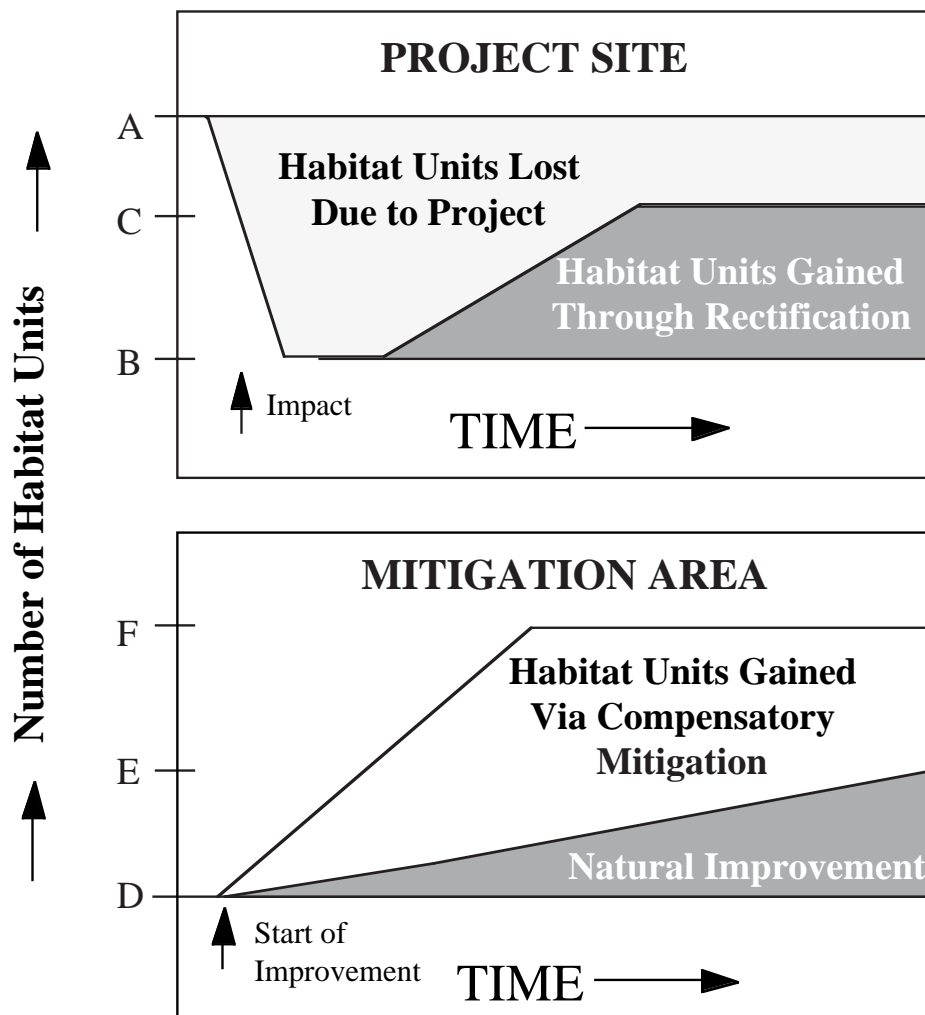 Number of Habitat Units
PROJECT SITE
A
Habitat Units Lost
Due to Project
C
Habitat Units Gained
Through Rectification
B
Impact
TIME
MITIGATION AREA
F
Habitat Units Gained
Via Compensatory
Mitigation
E
Natural Improvement
D
Start of
Improvement
TIME